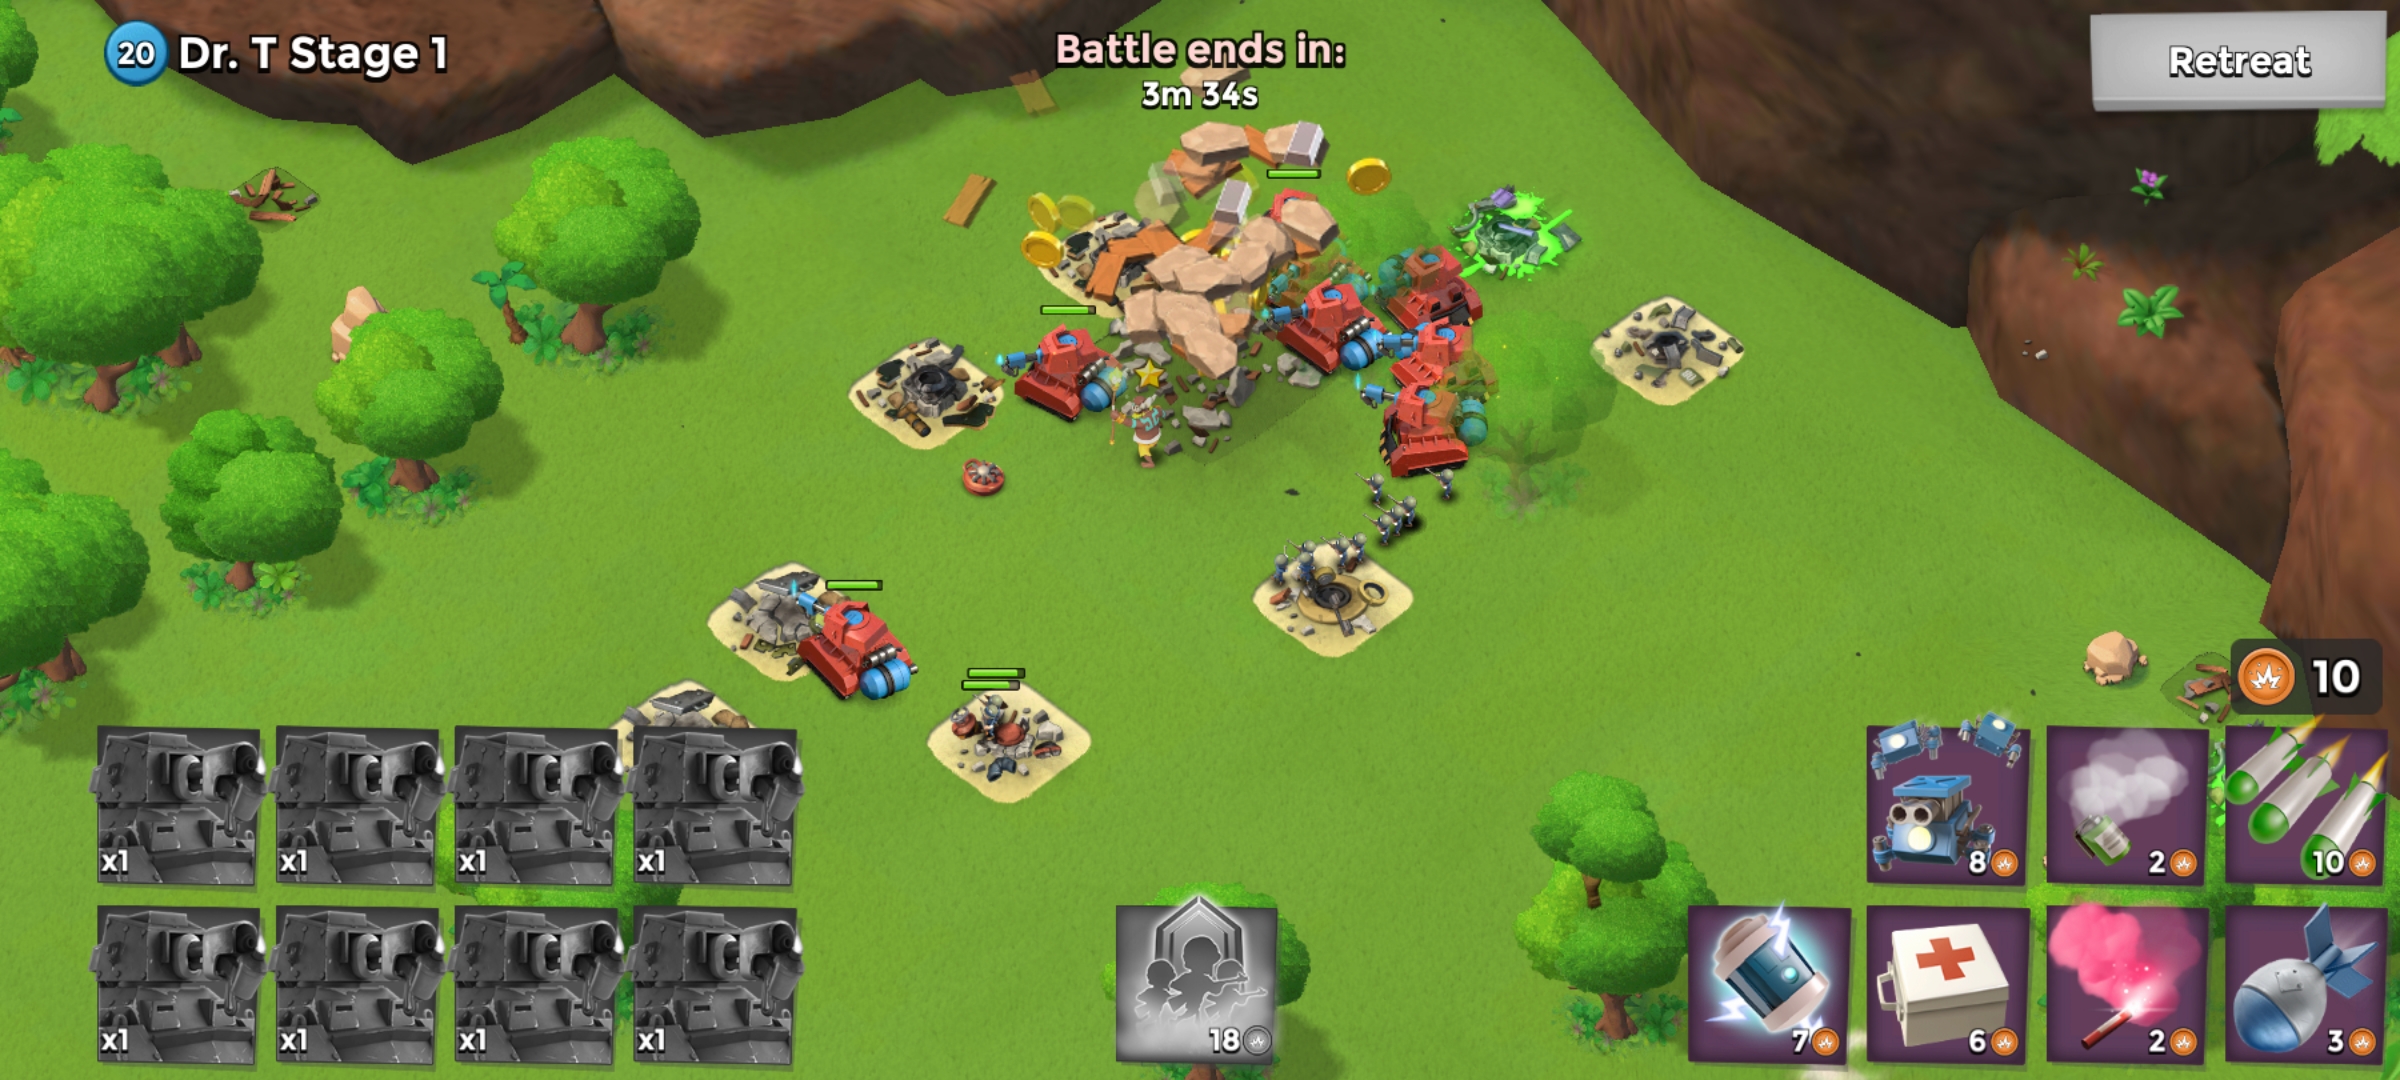 20 Dr. T Stage 1
Battle ends in:
3m 34s
Retreat
10
x1 x1 x1 x1
8 2 10
x1 x1 x1 x1
18
7 6 2 3